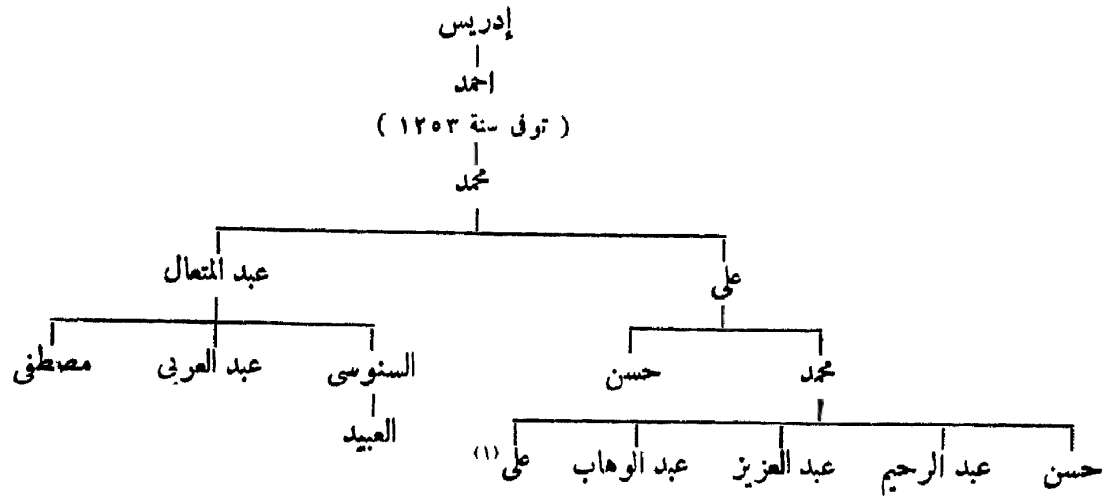 إدريس
احمد
( توفى سنة ١٢٥٣ )
محمد
على
عبد المتعال
محمد
حسن
السنوسى
عبد العربى
مصطفى
العبيد
حسن
عبد الرحيم
عبد العزيز
عبد الوهاب
على (١)